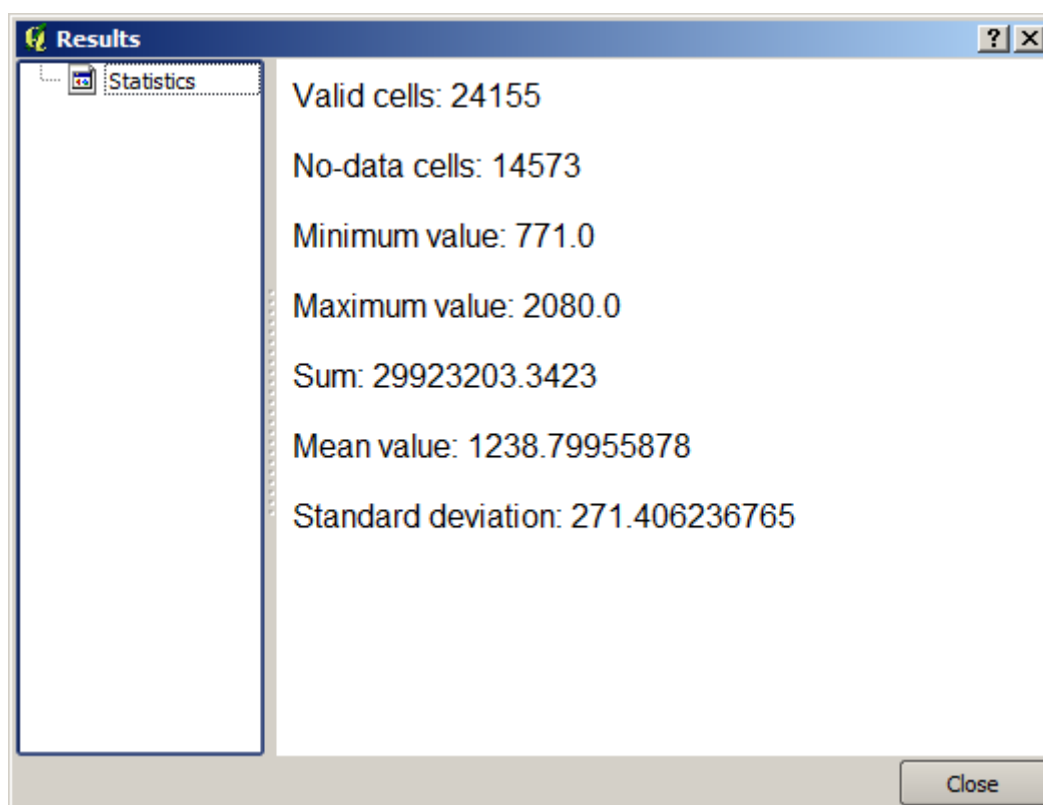 Results
Statistics
Valid cells: 24155
No-data cells: 14573
Minimum value: 771.0
Maximum value: 2080.0
Sum: 29923203.3423
Mean value: 1238.79955878
Standard deviation: 271.406236765
Close